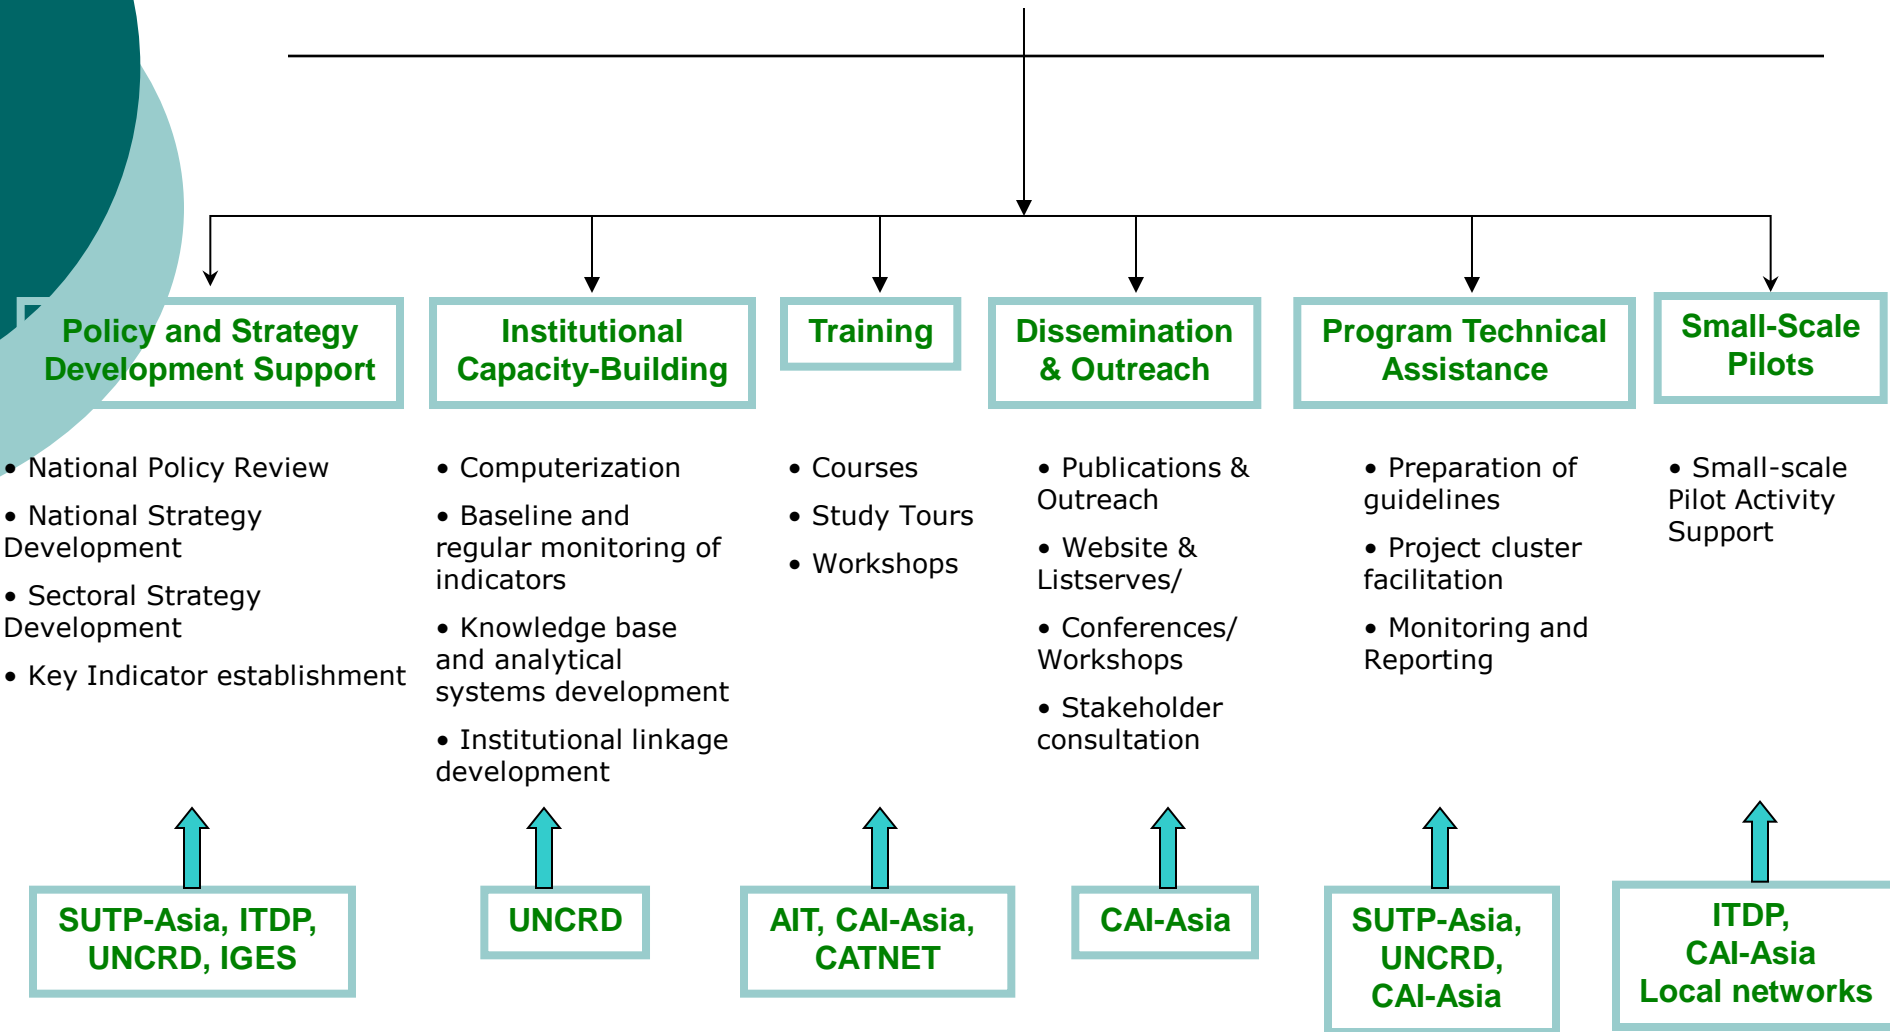 Policy and Strategy
Development Support
Institutional
Capacity-Building
Training
Dissemination
& Outreach
Program Technical
Assistance
Small-Scale
Pilots
• National Policy Review
• National Strategy
Development
• Sectoral Strategy
Development
• Key Indicator establishment
• Computerization
• Baseline and
regular monitoring of
indicators
• Knowledge base
and analytical
systems development
• Institutional linkage
development
• Courses
• Study Tours
• Workshops
• Publications &
Outreach
• Website &
Listserves/
• Conferences/
Workshops
• Stakeholder
consultation
• Preparation of
guidelines
• Project cluster
facilitation
• Monitoring and
Reporting
• Small-scale
Pilot Activity
Support
SUTP-Asia, ITDP,
UNCRD, IGES
UNCRD
AIT, CAI-Asia,
CATNET
CAI-Asia
SUTP-Asia,
UNCRD,
CAI-Asia
ITDP,
CAI-Asia
Local networks